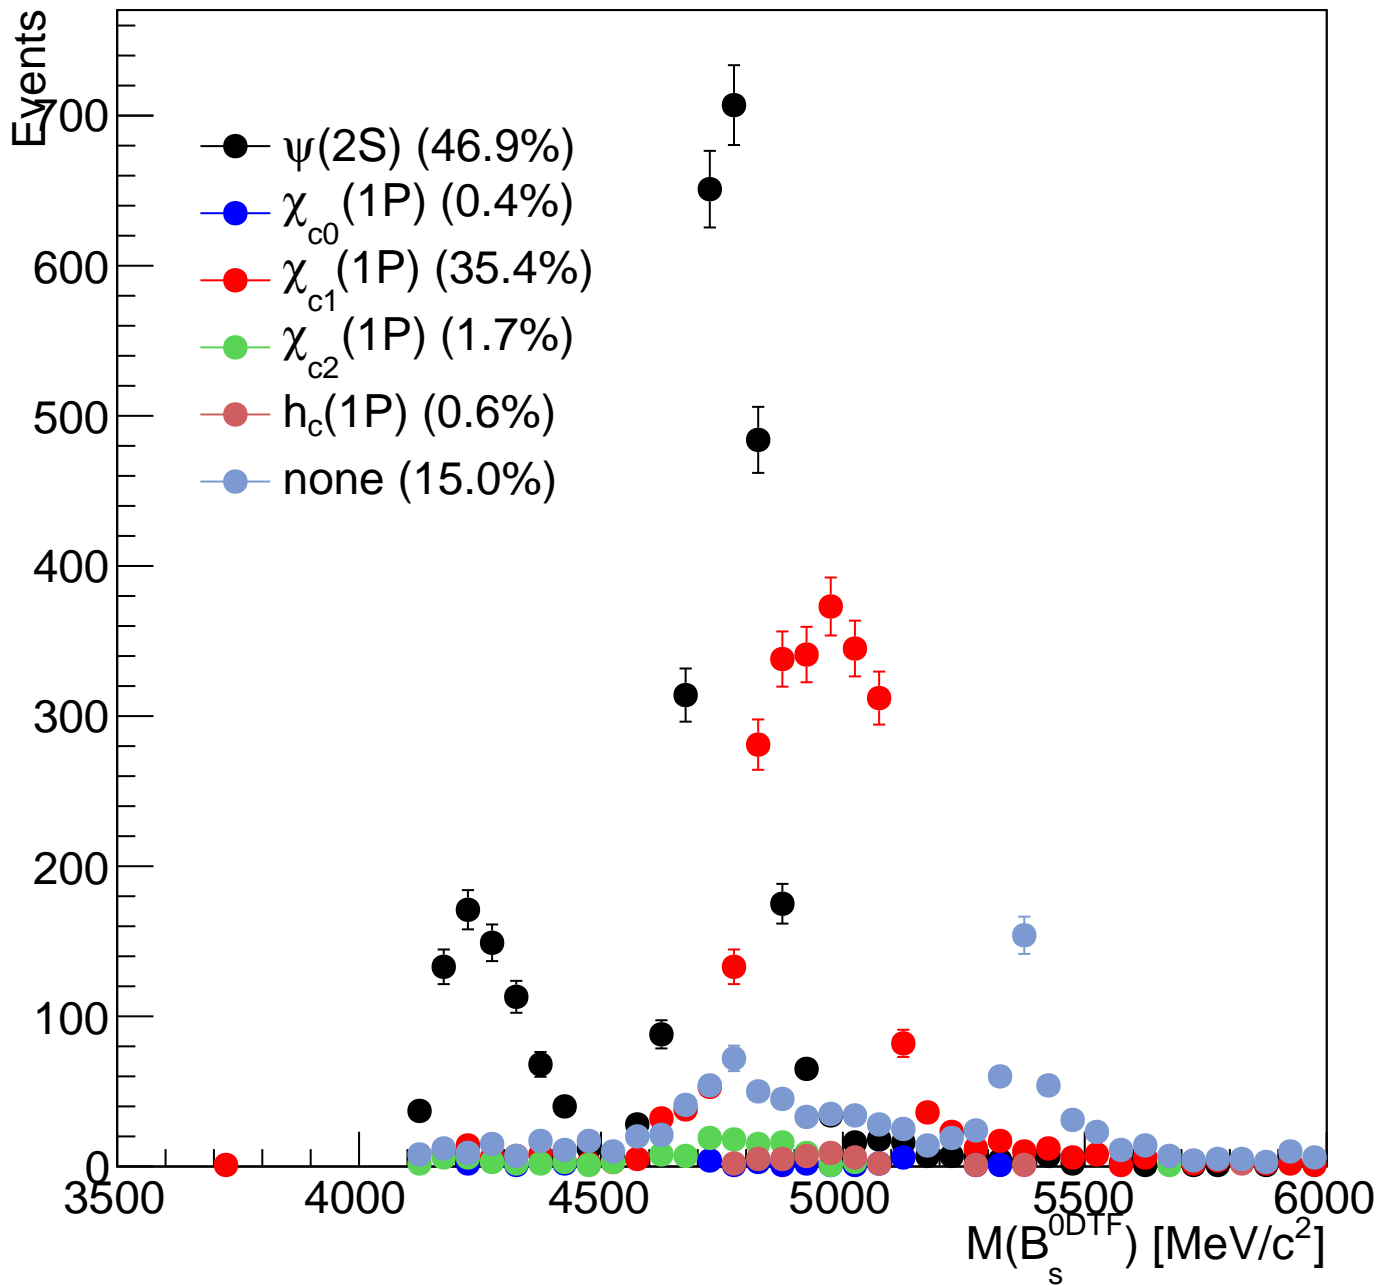 Events
700
600
500
400
300
200
100
0
ψ(2S) (46.9%)
χc0(1P) (0.4%)
χc1(1P) (35.4%)
χc2(1P) (1.7%)
hc(1P) (0.6%)
none (15.0%)
3500 4000 4500 5000 5500 6000
M(Bs0DTF) [MeV/c2]